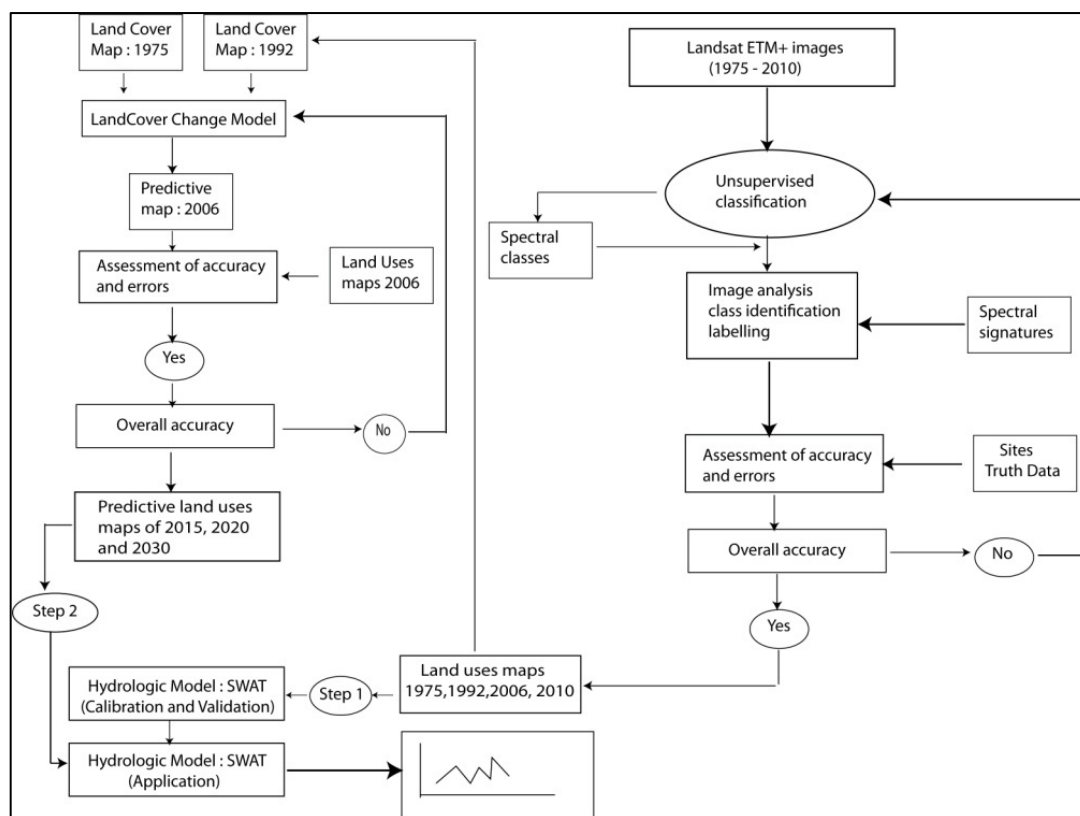 Land Cover
Map : 1975
Land Cover
Map : 1992
LandCover Change Model
Predictive
map : 2006
Assessment of accuracy
and errors
Land Uses
maps 2006
Yes
Overall accuracy
No
Predictive land uses
maps of 2015, 2020
and 2030
Step 2
Hydrologic Model : SWAT
(Calibration and Validation)
Step 1
Land uses maps
1975,1992,2006, 2010
Hydrologic Model : SWAT
(Application)
Landsat ETM+ images
(1975 - 2010)
Unsupervised
classification
Spectral
classes
Image analysis
class identification
labelling
Spectral
signatures
Assessment of accuracy
and errors
Sites
Truth Data
Overall accuracy
No
Yes